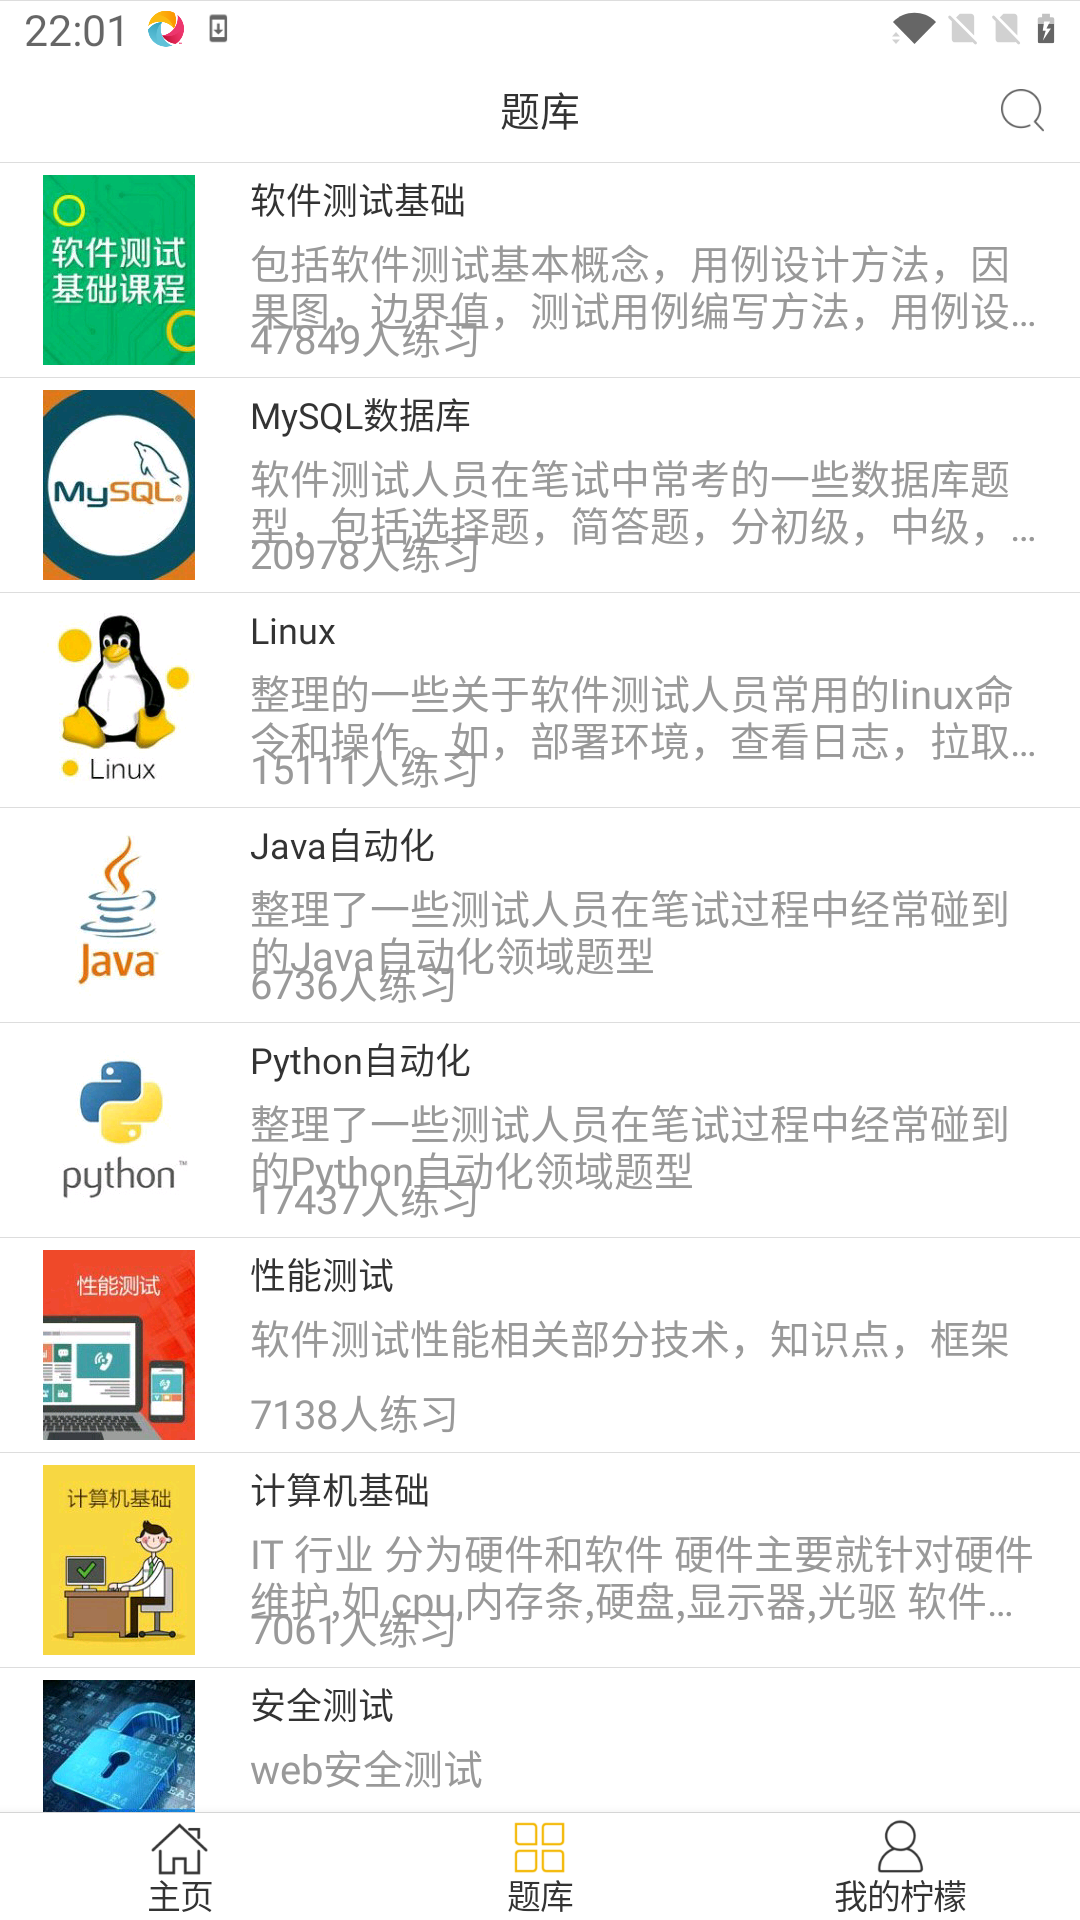 22:01
题库
软件测试
基础课程
软件测试基础
包括软件测试基本概念，用例设计方法，因
果图，边界值，测试用例编写方法，用例设...
47849人练习
MySQL
MySQL数据库
软件测试人员在笔试中常考的一些数据库题
型，包括选择题，简答题，分初级，中级，...
20978人练习
Linux
Linux
整理的一些关于软件测试人员常用的linux命
令和操作。如，部署环境，查看日志，拉取...
15111人练习
Java
Java自动化
整理了一些测试人员在笔试过程中经常碰到
的Java自动化领域题型
6736人练习
python™
Python自动化
整理了一些测试人员在笔试过程中经常碰到
的Python自动化领域题型
17437人练习
性能测试
性能测试
软件测试性能相关部分技术，知识点，框架
7138人练习
计算机基础
计算机基础
IT 行业 分为硬件和软件 硬件主要就针对硬件
维护,如 cpu,内存条,硬盘,显示器,光驱 软件...
7061人练习
安全测试
web安全测试
主页
题库
我的柠檬